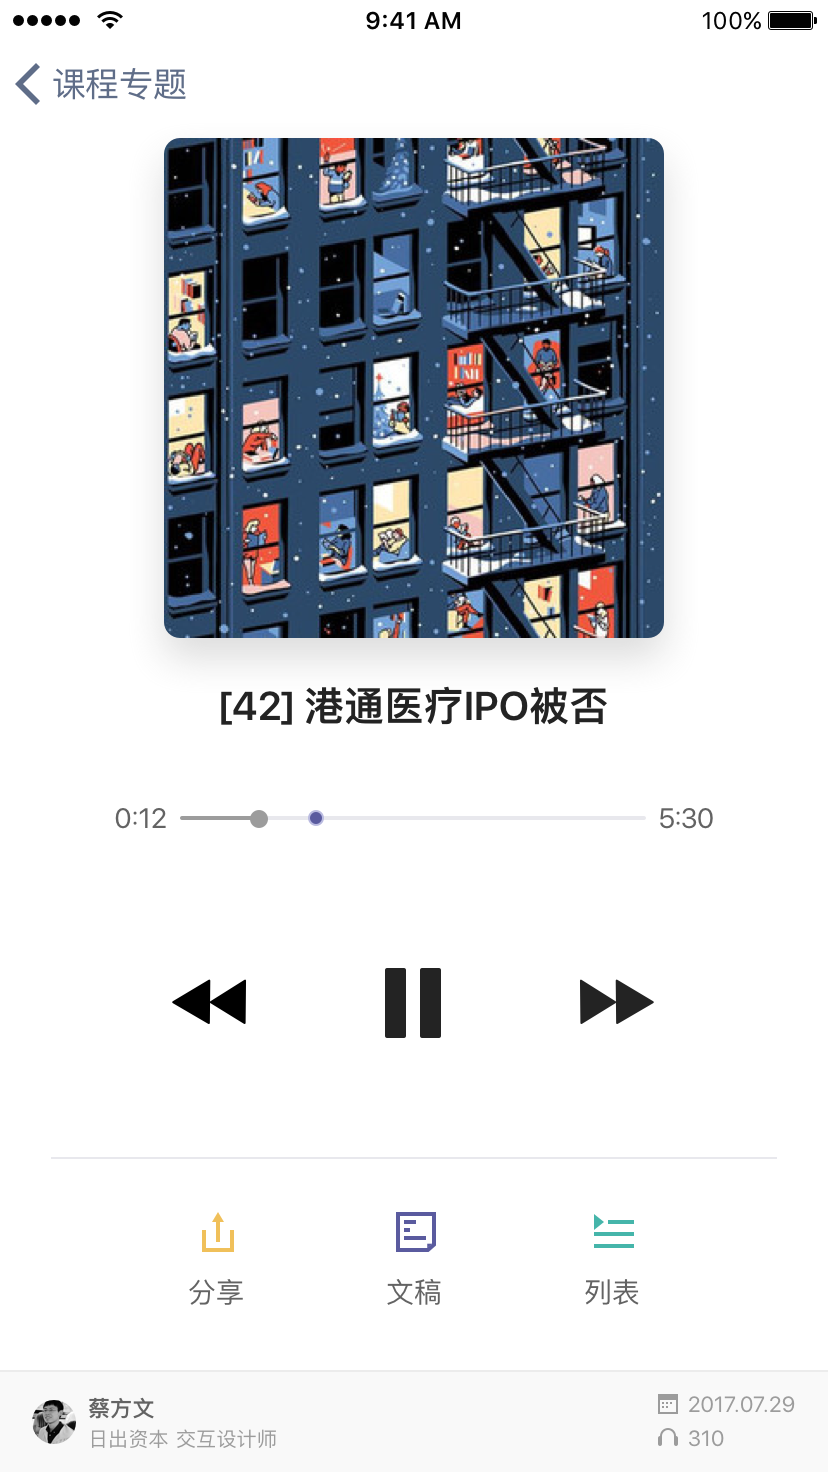 9:41 AM 100%
课程专题
[42] 港通医疗IPO被否
0:12 5:30
分享 文稿 列表
蔡方文 2017.07.29
日出资本 交互设计师 310